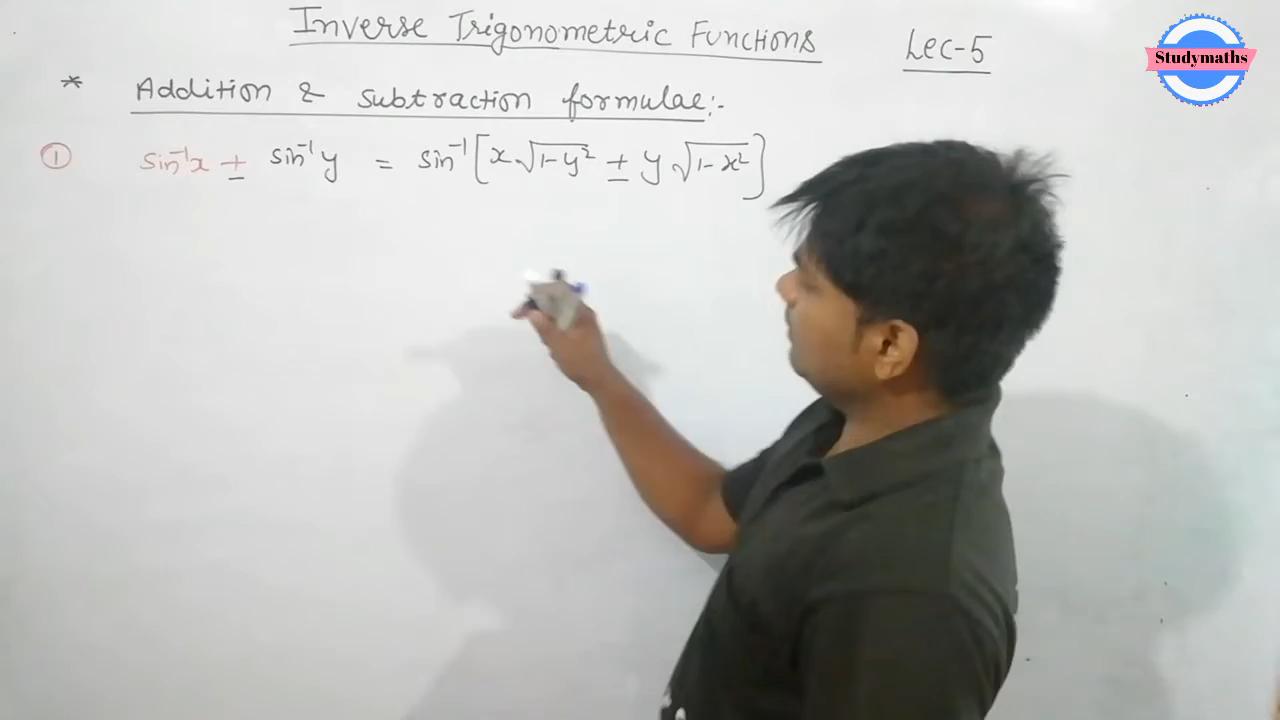 Inverse Trigonometric Functions Lec-5
Studymaths
* Addition & subtraction formulae:-
① sin⁻¹x ± sin⁻¹y = sin⁻¹[x√1-y² ± y√1-x²]